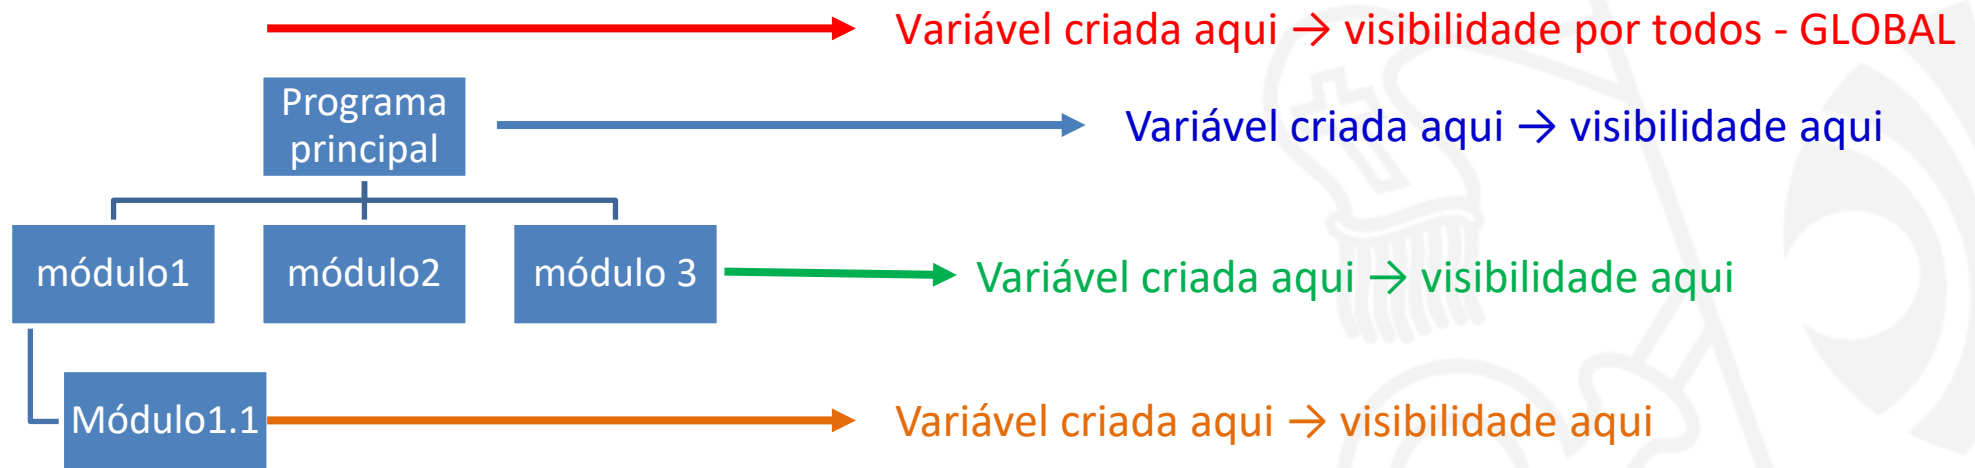 Variável criada aqui → visibilidade por todos - GLOBAL
Programa
principal
Variável criada aqui → visibilidade aqui
módulo1
módulo2
módulo 3
Variável criada aqui → visibilidade aqui
Módulo1.1
Variável criada aqui → visibilidade aqui